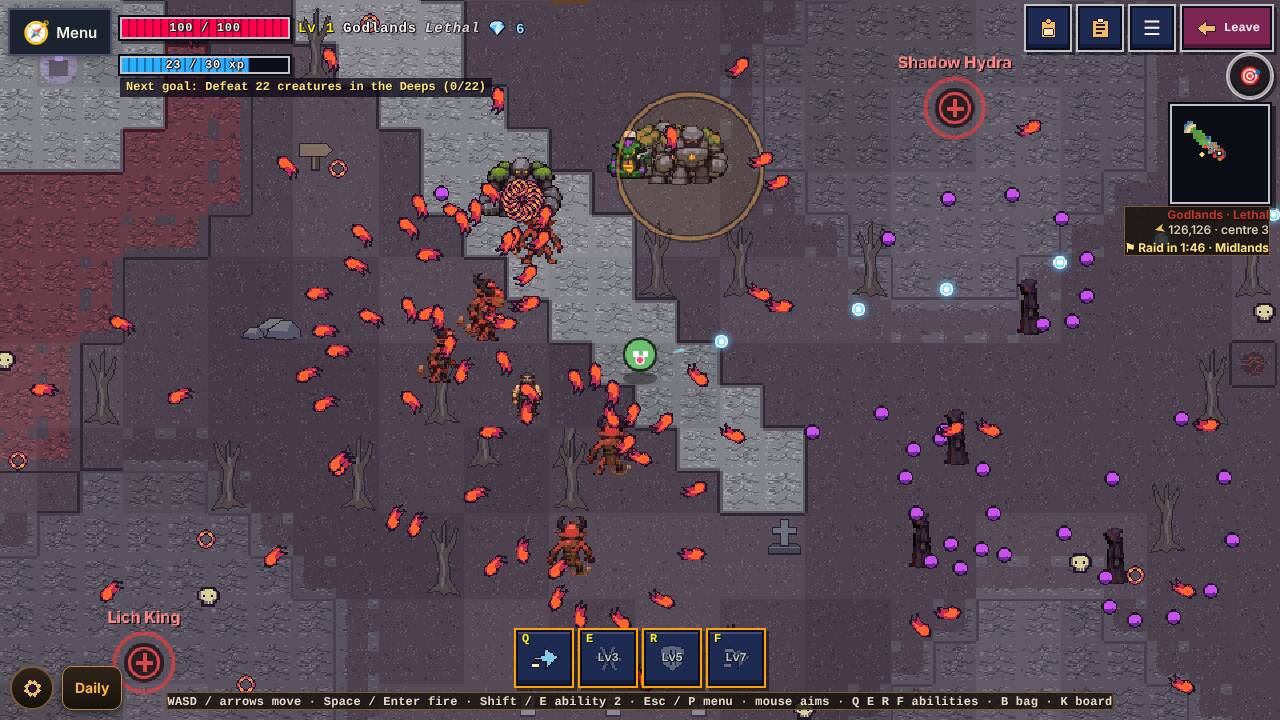 Menu
100 / 100
Lv 1 Godlands Lethal 💎 6
23 / 30 xp
Next goal: Defeat 22 creatures in the Deeps (0/22)
Leave
Shadow Hydra
Godlands · Lethal
126,126 · centre 3
Raid in 1:46 · Midlands
Lich King
Daily
Q
E
Lv3
R
Lv5
F
Lv7
WASD / arrows move · Space / Enter fire · Shift / E ability 2 · Esc / P menu · mouse aims · Q E R F abilities · B bag · K board